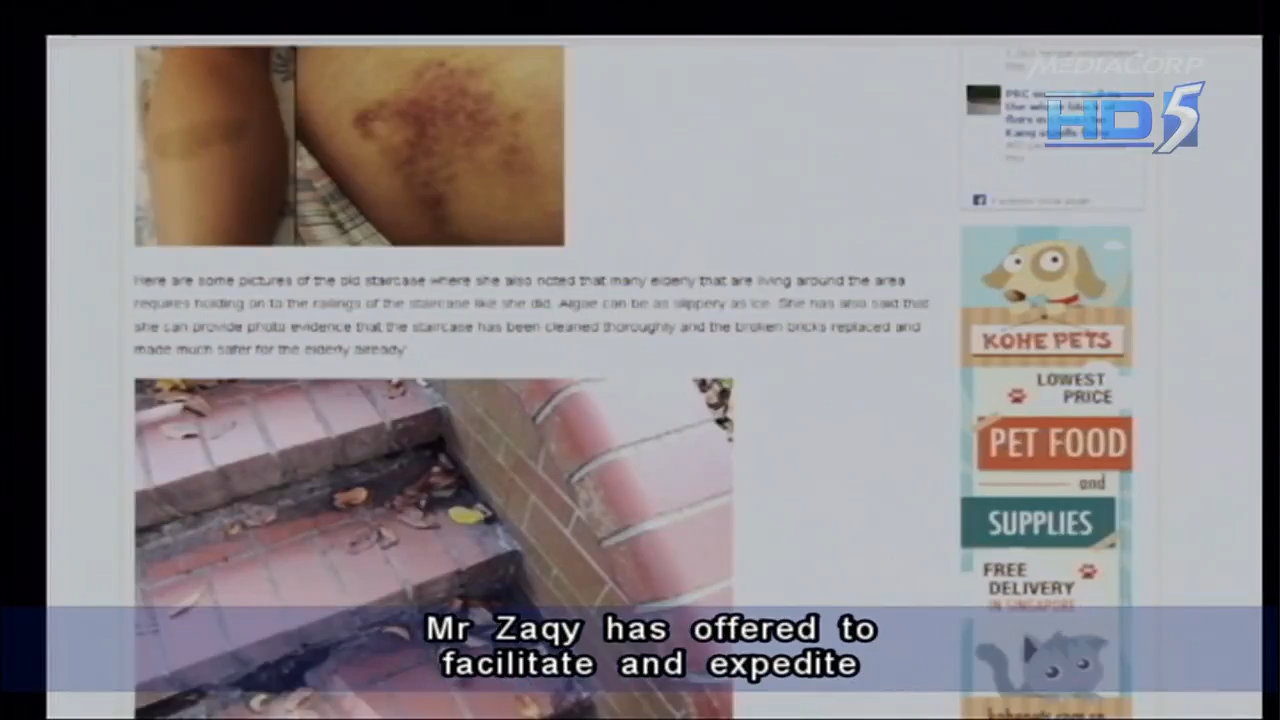 MEDIACORP
HD5
Here are some pictures of the old staircase where she also noted that many elderly that are living around the area
requires holding on to the railings of the staircase like she did. Algae can be as slippery as ice. She has also said that
she can provide photo evidence that the staircase has been cleaned thoroughly and the broken bricks replaced and
made much safer for the elderly already
KOHE PETS
LOWEST
PRICE
PET FOOD
and
SUPPLIES
FREE
DELIVERY
IN SINGAPORE
Mr Zaqy has offered to
facilitate and expedite